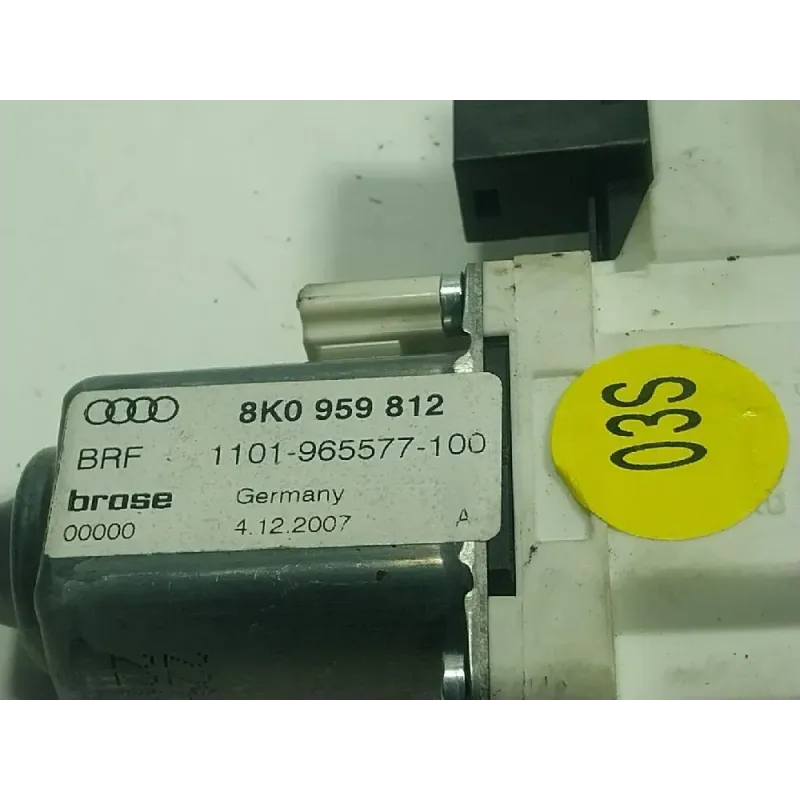 8K0 959 812
BRF 1101-965577-100
brose Germany
00000 4.12.2007 A
03S